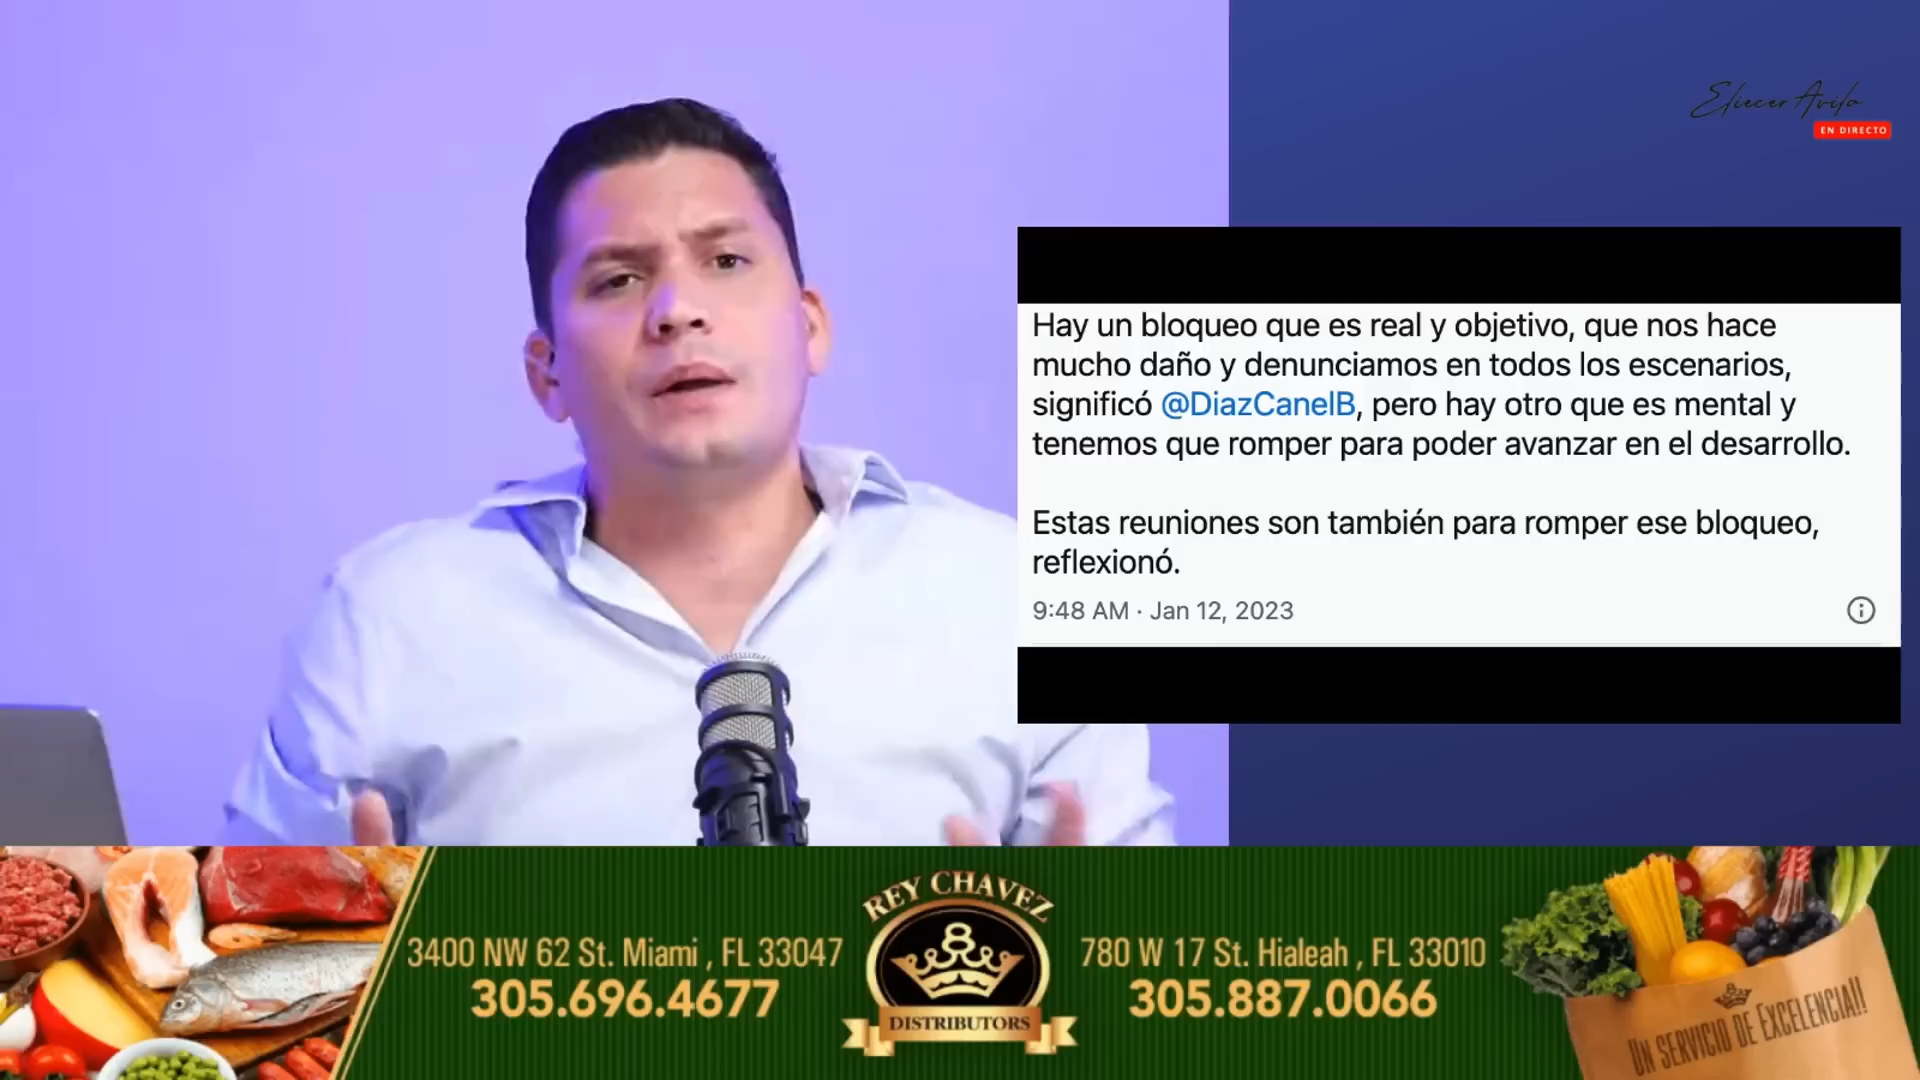 Eliecer Avila
EN DIRECTO
Hay un bloqueo que es real y objetivo, que nos hace
mucho daño y denunciamos en todos los escenarios,
significó @DiazCanelB, pero hay otro que es mental y
tenemos que romper para poder avanzar en el desarrollo.
Estas reuniones son también para romper ese bloqueo,
reflexionó.
9:48 AM · Jan 12, 2023
3400 NW 62 St. Miami , FL 33047
305.696.4677
REY CHAVEZ
DISTRIBUTORS
780 W 17 St. Hialeah , FL 33010
305.887.0066
UN SERVICIO DE EXCELENCIA!!